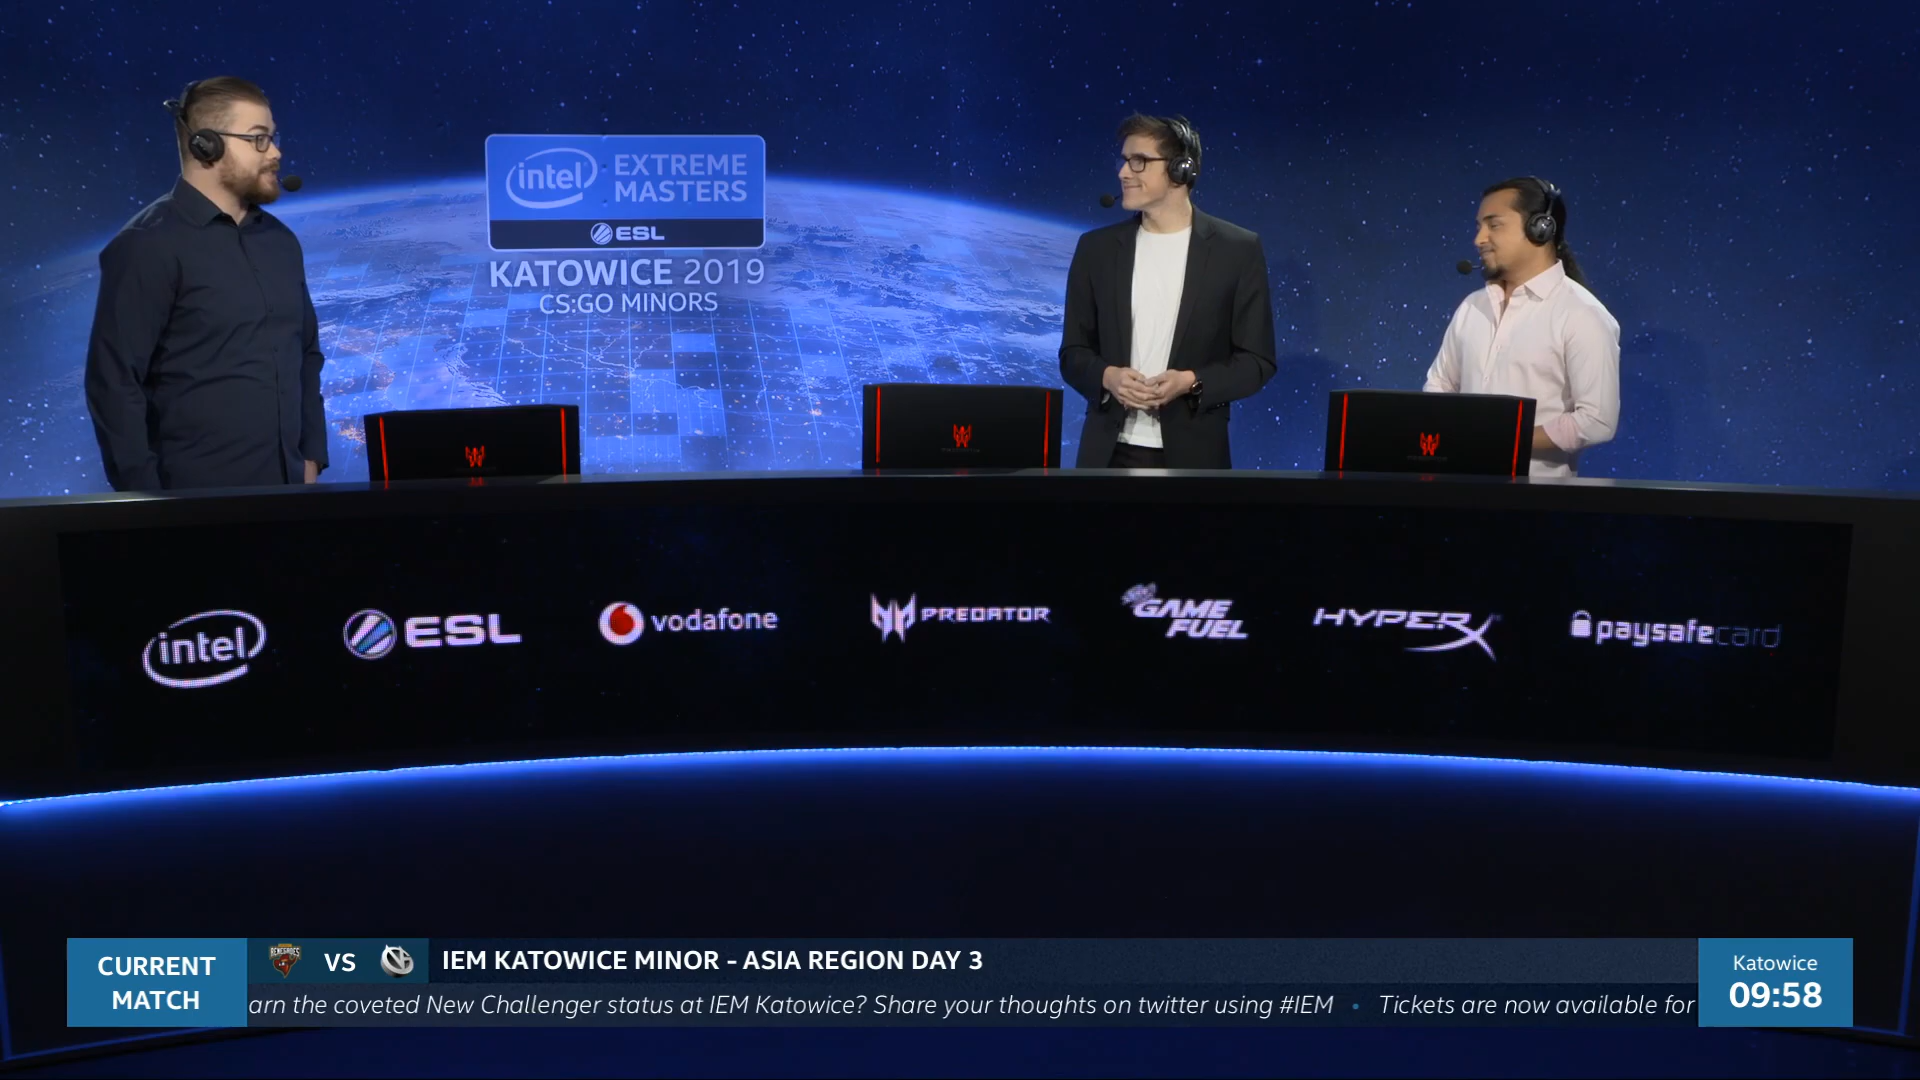 intel EXTREME
MASTERS
ESL
KATOWICE 2019
CS:GO MINORS
intel ESL vodafone PREDATOR GAME FUEL HYPERX paysafecard
CURRENT
MATCH
RENEGADES VS VG IEM KATOWICE MINOR - ASIA REGION DAY 3
arn the coveted New Challenger status at IEM Katowice? Share your thoughts on twitter using #IEM • Tickets are now available for
Katowice
09:58